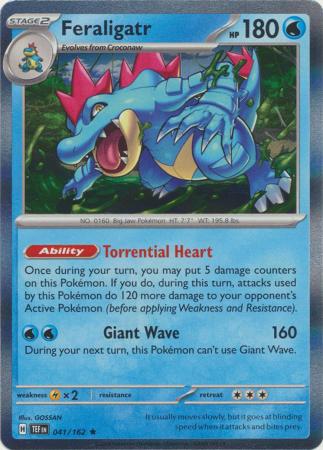 STAGE2 Feraligatr HP 180
Evolves from Croconaw
NO. 0160 Big Jaw Pokémon HT: 7'7" WT: 195.8 lbs.
Ability Torrential Heart
Once during your turn, you may put 5 damage counters
on this Pokémon. If you do, during this turn, attacks used
by this Pokémon do 120 more damage to your opponent's
Active Pokémon (before applying Weakness and Resistance).
Giant Wave 160
During your next turn, this Pokémon can't use Giant Wave.
weakness ×2 resistance retreat
Illus. GOSSAN
H TEF EN 041/162 ★
It usually moves slowly, but it goes at blinding
speed when it attacks and bites prey.